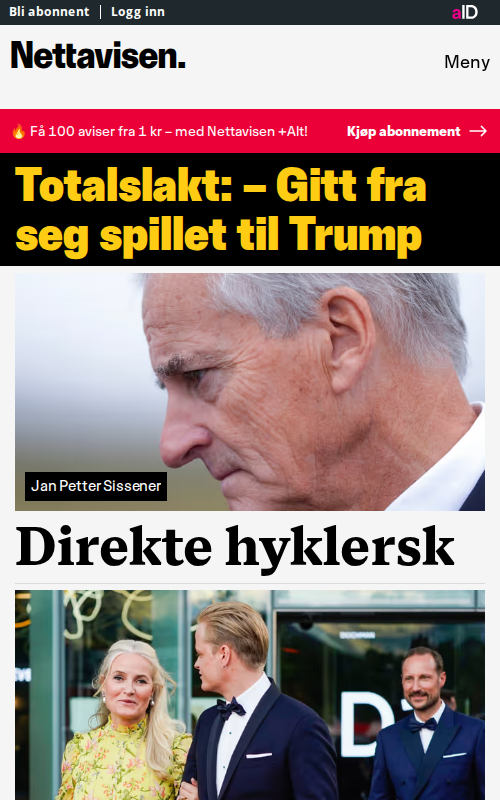 Bli abonnent | Logg inn
aID
Nettavisen.
Meny
🔥 Få 100 aviser fra 1 kr – med Nettavisen +Alt!
Kjøp abonnement →
Totalslakt: – Gitt fra
seg spillet til Trump
Jan Petter Sissener
Direkte hyklersk